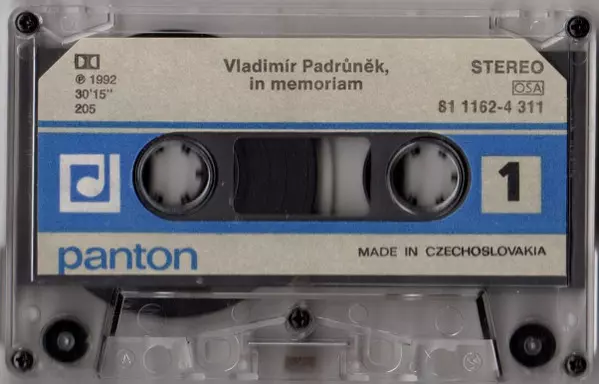 Vladimír Padrůněk,
in memoriam
℗ 1992
30'15"
205
STEREO
OSA
81 1162-4 311
1
panton
MADE IN CZECHOSLOVAKIA